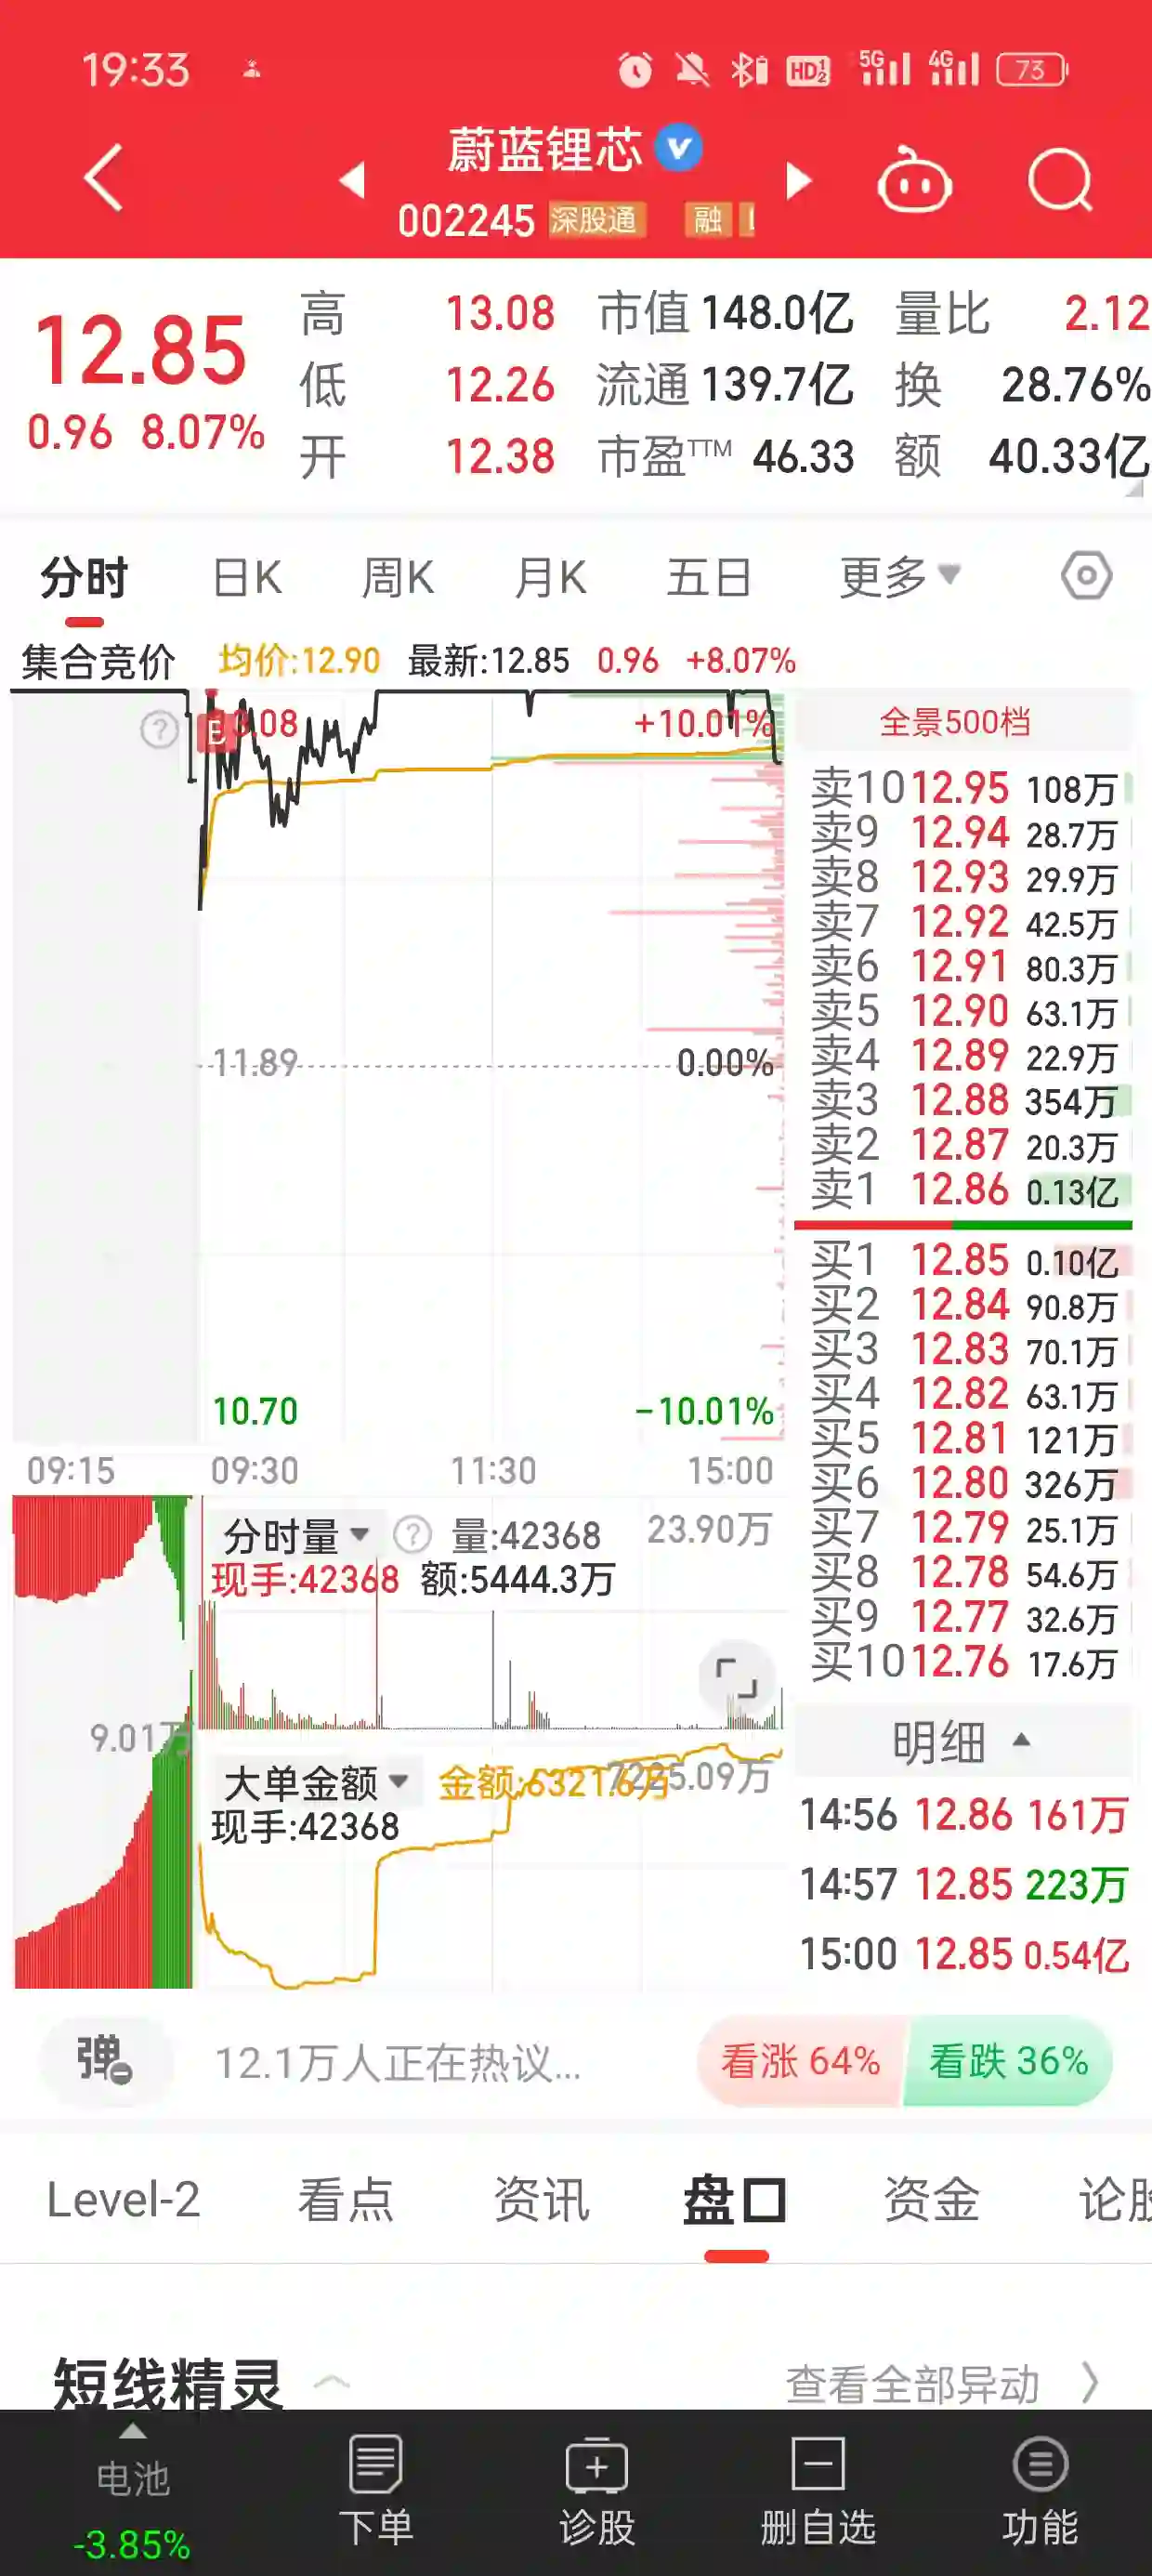 19:33 HD 1 2 5G 4G 73
蔚蓝锂芯
002245 深股通 融
12.85 高 13.08 市值 148.0亿 量比 2.12
低 12.26 流通 139.7亿 换 28.76%
0.96 8.07%
开 12.38 市盈TTM 46.33 额 40.33亿
分时 日K 周K 月K 五日 更多
集合竞价 均价:12.90 最新:12.85 0.96 +8.07%
E 3.08 +10.01%
11.89 0.00%
10.70 -10.01%
09:15 09:30 11:30 15:00
全景500档
卖10 12.95 108万
卖9 12.94 28.7万
卖8 12.93 29.9万
卖7 12.92 42.5万
卖6 12.91 80.3万
卖5 12.90 63.1万
卖4 12.89 22.9万
卖3 12.88 354万
卖2 12.87 20.3万
卖1 12.86 0.13亿
买1 12.85 0.10亿
买2 12.84 90.8万
买3 12.83 70.1万
买4 12.82 63.1万
买5 12.81 121万
买6 12.80 326万
买7 12.79 25.1万
买8 12.78 54.6万
买9 12.77 32.6万
买10 12.76 17.6万
分时量 ? 量:42368 23.90万
现手:42368 额:5444.3万
9.01万
大单金额 金额:63216万 7225.09万
现手:42368
明细
14:56 12.86 161万
14:57 12.85 223万
15:00 12.85 0.54亿
弹 12.1万人正在热议... 看涨 64% 看跌 36%
Level-2 看点 资讯 盘口 资金 论股
短线精灵 查看全部异动
电池 下单 诊股 删自选 功能
-3.85%